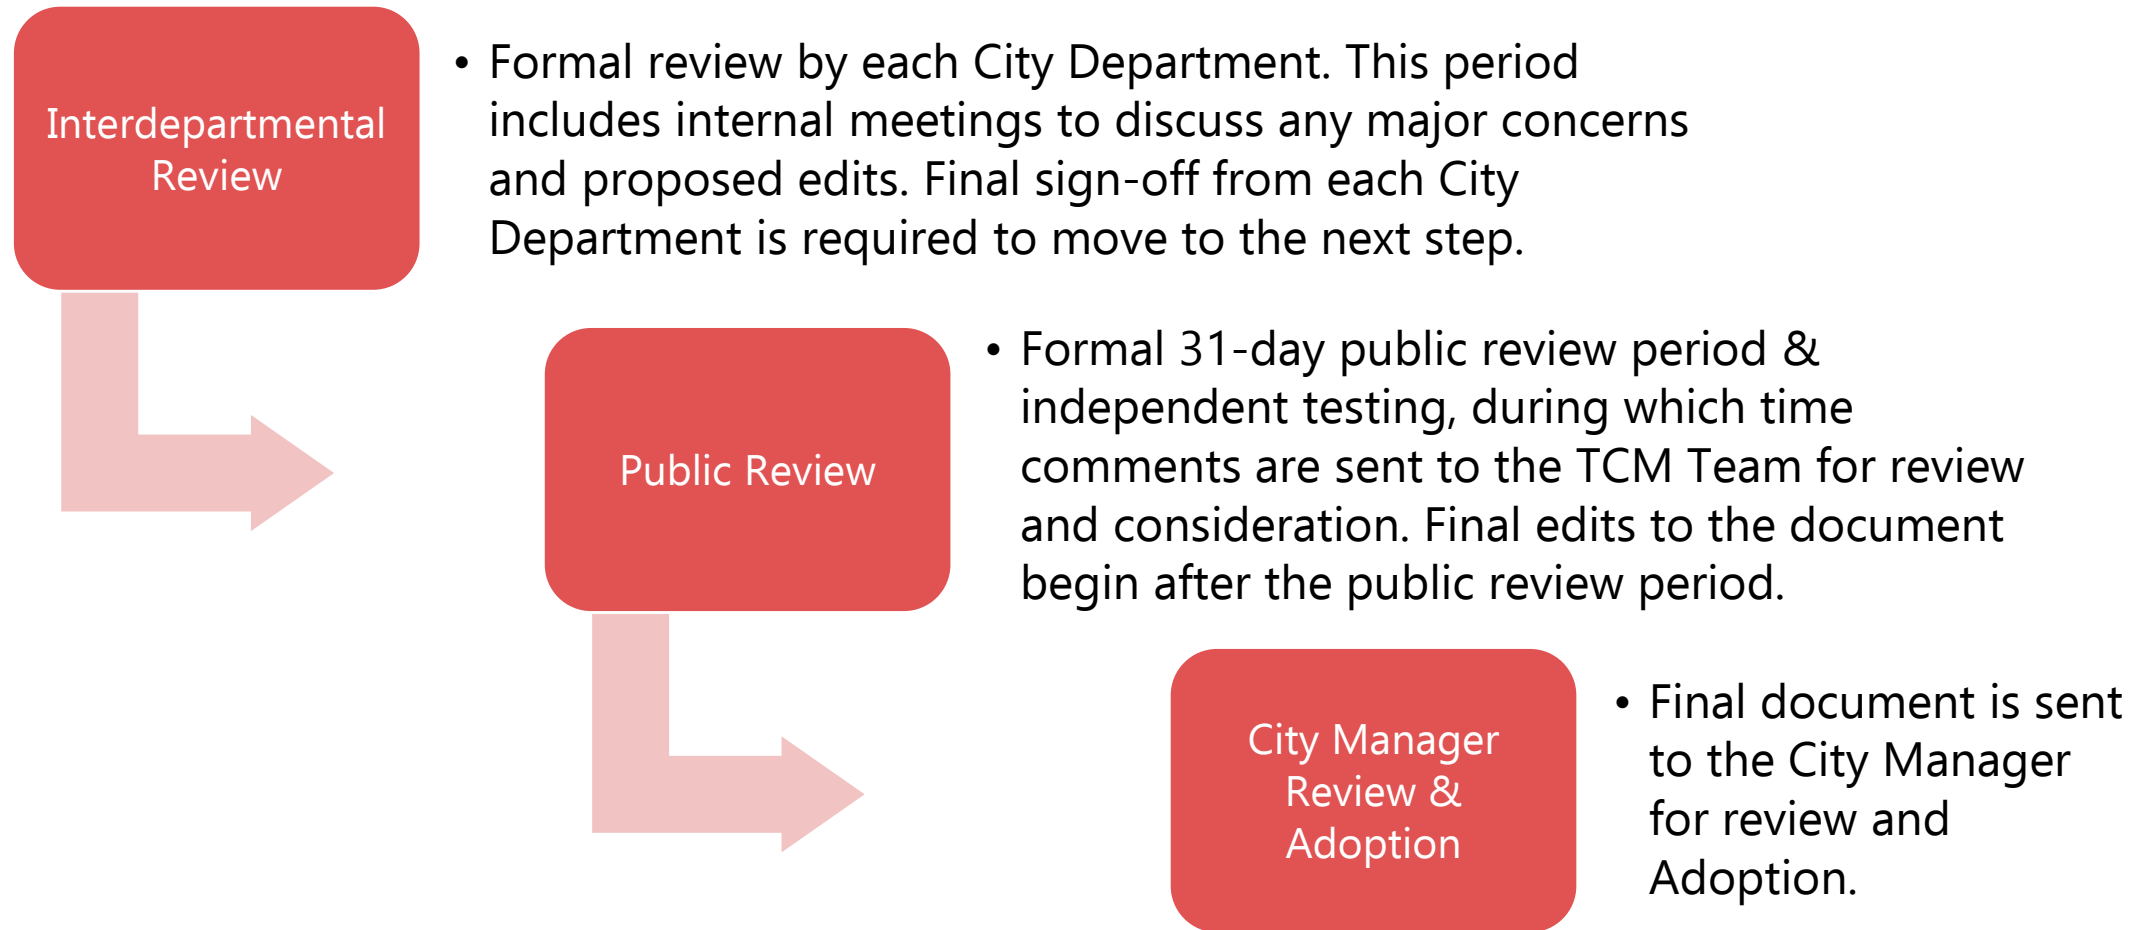 Interdepartmental
Review
• Formal review by each City Department. This period
includes internal meetings to discuss any major concerns
and proposed edits. Final sign-off from each City
Department is required to move to the next step.
Public Review
• Formal 31-day public review period &
independent testing, during which time
comments are sent to the TCM Team for review
and consideration. Final edits to the document
begin after the public review period.
City Manager
Review &
Adoption
• Final document is sent
to the City Manager
for review and
Adoption.